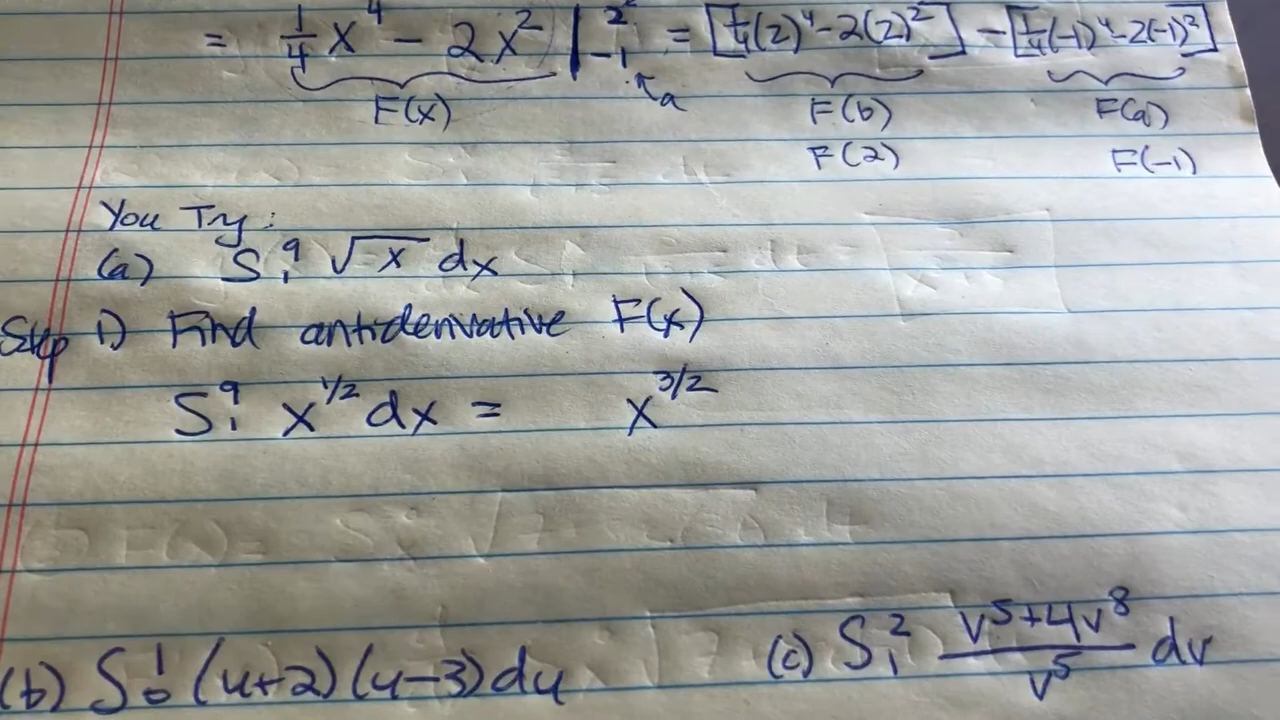 = 1/4 x^4 - 2x^2 |_{-1}^{2} = [1/4(2)^4 - 2(2)^2] - [1/4(-1)^4 - 2(-1)^2]
F(x) ↖a F(b) F(a)
F(2) F(-1)
You Try:
(a) ∫_1^9 √x dx
Step 1) Find antiderivative F(x)
∫_1^9 x^{1/2} dx = x^{3/2}
(b) ∫_0^1 (u+2)(u-3) du (c) ∫_1^2 (v^5+4v^8)/v^5 dv